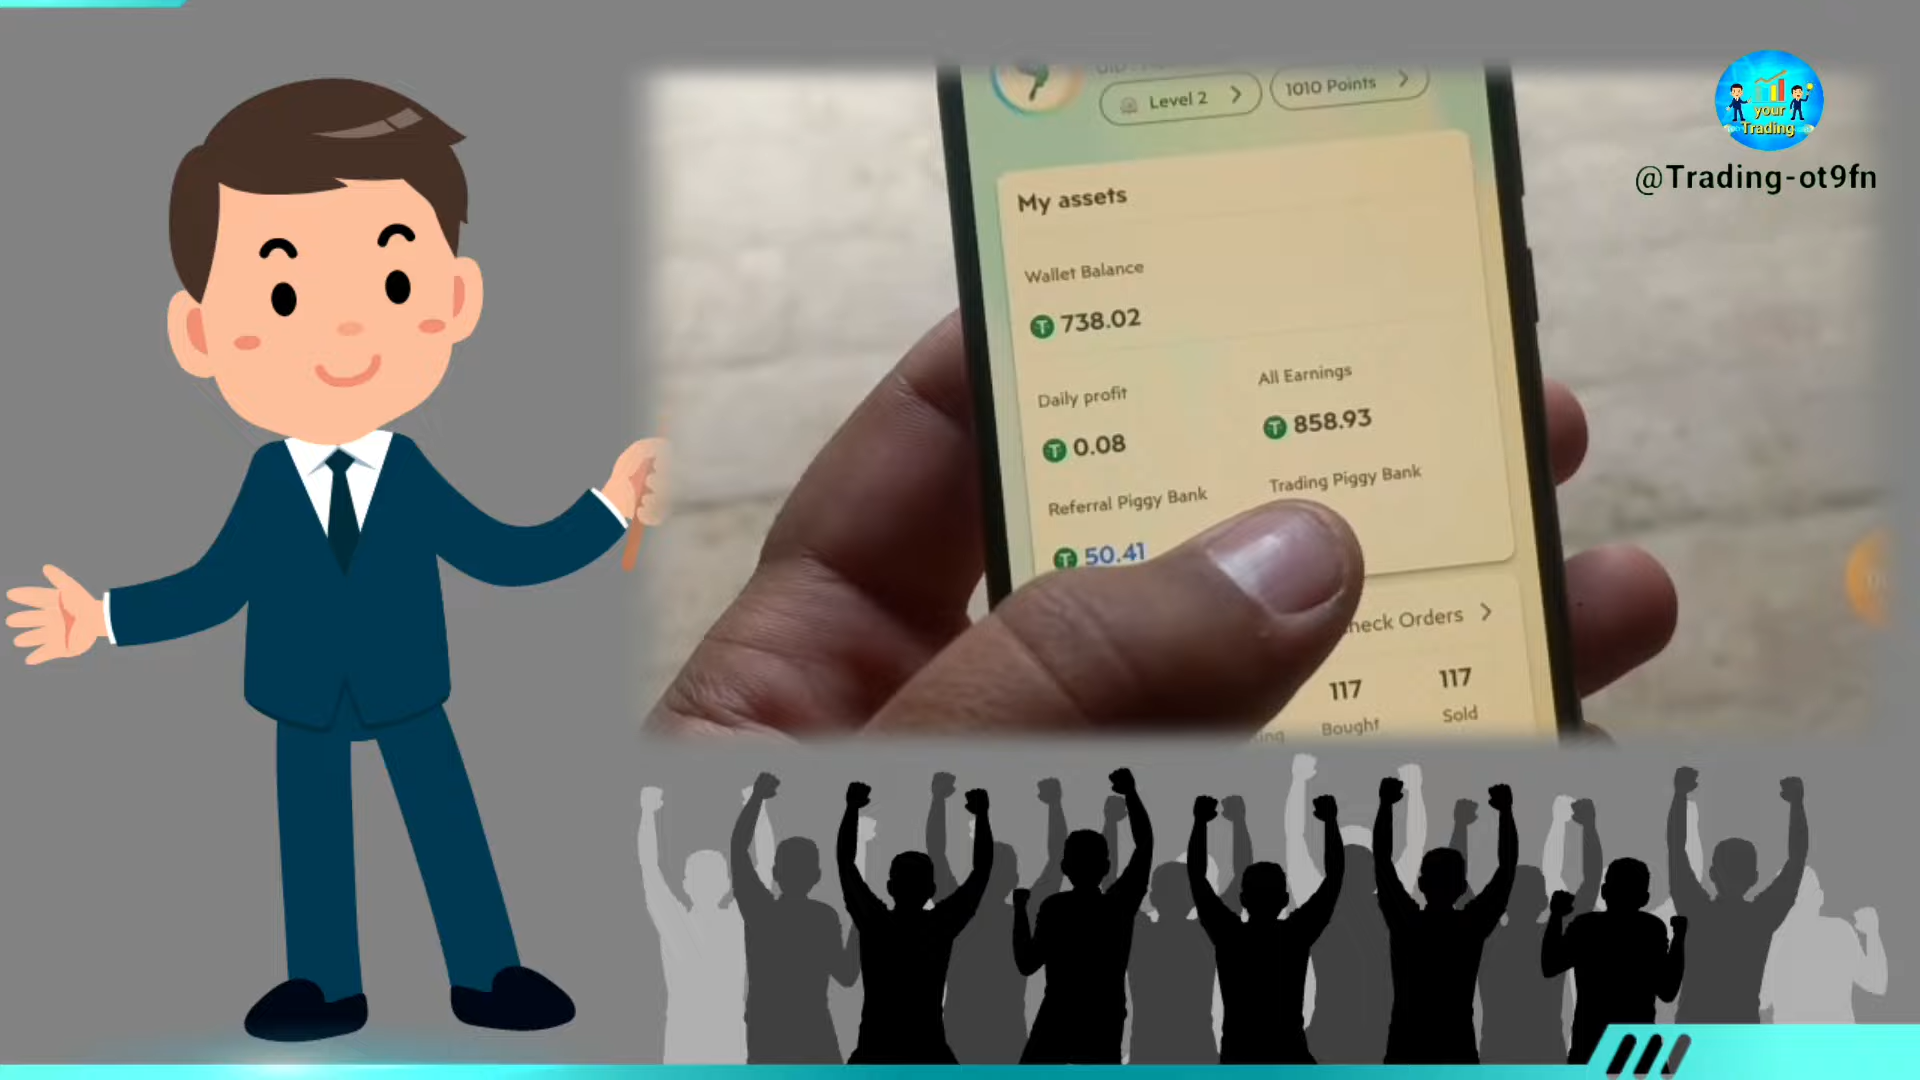 Level 2
1010 Points
your
Trading
@Trading-ot9fn
My assets
Wallet Balance
738.02
Daily profit
All Earnings
0.08
858.93
Referral Piggy Bank
Trading Piggy Bank
50.41
heck Orders
117
117
Bought
Sold